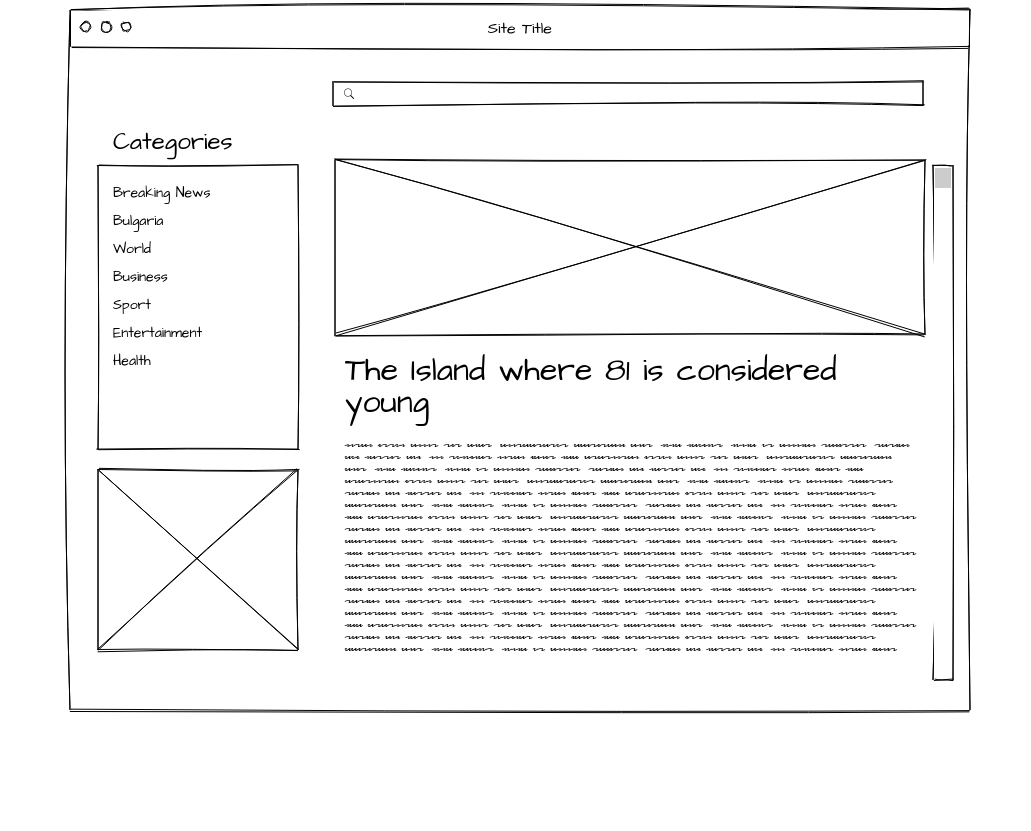 Site Title
Categories
Breaking News
Bulgaria
World
Business
Sport
Entertainment
Health
The Island where 81 is considered
young